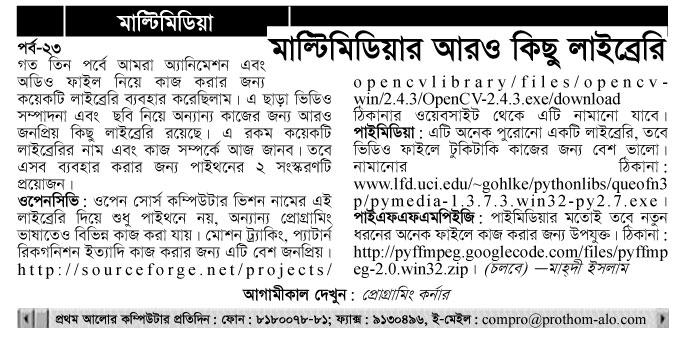 মাল্টিমিডিয়া
মাল্টিমিডিয়ার আরও কিছু লাইব্রেরি
পর্ব-২৩
গত তিন পর্বে আমরা অ্যানিমেশন এবং
অডিও ফাইল নিয়ে কাজ করার জন্য
কয়েকটি লাইব্রেরি ব্যবহার করেছিলাম। এ ছাড়া ভিডিও
সম্পাদনা এবং ছবি নিয়ে অন্যান্য কাজের জন্য আরও
জনপ্রিয় কিছু লাইব্রেরি রয়েছে। এ রকম কয়েকটি
লাইব্রেরির নাম এবং কাজ সম্পর্কে আজ জানব। তবে
এসব ব্যবহার করার জন্য পাইথনের ২ সংস্করণটি
প্রয়োজন।
ওপেনসিভি : ওপেন সোর্স কম্পিউটার ভিশন নামের এই
লাইব্রেরি দিয়ে শুধু পাইথনে নয়, অন্যান্য প্রোগ্রামিং
ভাষাতেও বিভিন্ন কাজ করা যায়। মোশন ট্র্যাকিং, প্যাটার্ন
রিকগনিশন ইত্যাদি কাজ করার জন্য এটি বেশ জনপ্রিয়।
http://sourceforge.net/projects/
opencvlibrary/files/opencv-
win/2.4.3/OpenCV-2.4.3.exe/download
ঠিকানার ওয়েবসাইট থেকে এটি নামানো যাবে।
পাইমিডিয়া : এটি অনেক পুরোনো একটি লাইব্রেরি, তবে
ভিডিও ফাইলে টুকিটাকি কাজের জন্য বেশ ভালো।
নামানোর ঠিকানা :
www.lfd.uci.edu/~gohlke/pythonlibs/queofn3
p/pymedia-1.3.7.3.win32-py2.7.exe।
পাইএফএফএমপিইজি : পাইমিডিয়ার মতোই তবে নতুন
ধরনের অনেক ফাইলে কাজ করার জন্য উপযুক্ত। ঠিকানা :
http://pyffmpeg.googlecode.com/files/pyffmp
eg-2.0.win32.zip। (চলবে) —মাহ্‌দী ইসলাম
আগামীকাল দেখুন : প্রোগ্রামিং কর্নার
প্রথম আলোর কম্পিউটার প্রতিদিন : ফোন : ৮১৮০০৭৮-৮১; ফ্যাক্স : ৯১৩০৪৯৬, ই-মেইল : compro@prothom-alo.com